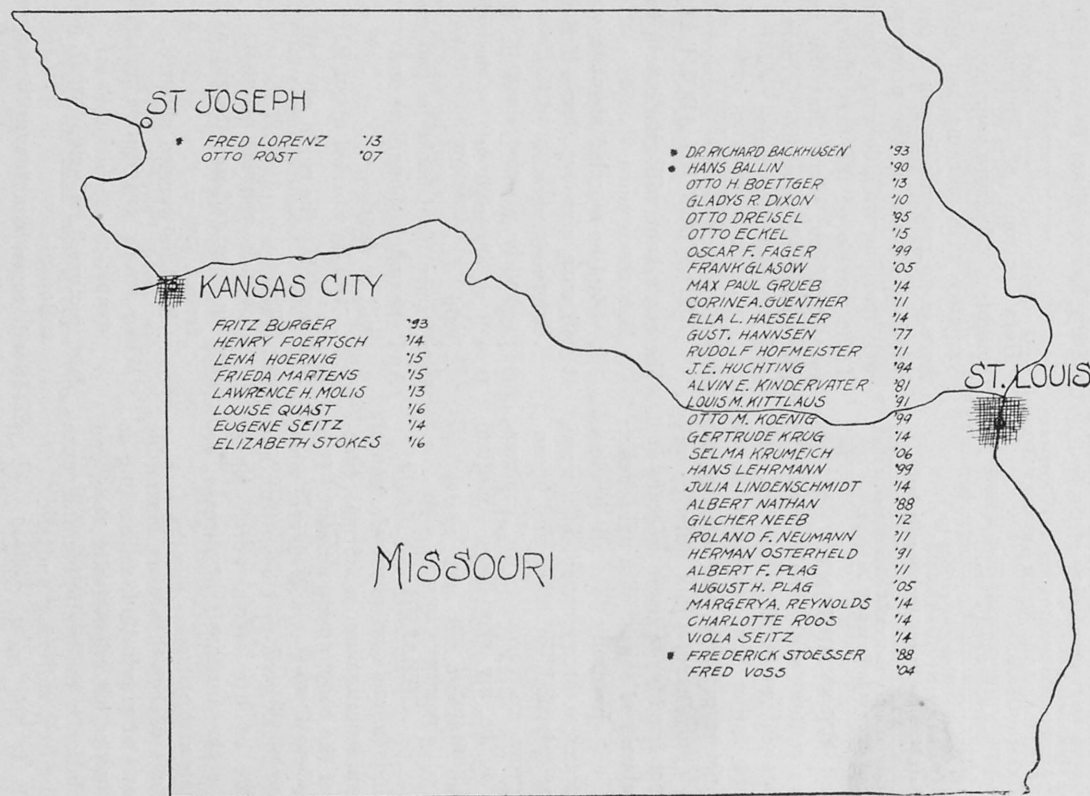 ST JOSEPH
• FRED LORENZ '13
OTTO ROST '07
KANSAS CITY
FRITZ BURGER '93
HENRY FOERTSCH '14
LENA HOERNIG '15
FRIEDA MARTENS '15
LAWRENCE H. MOLIS '13
LOUISE QUAST '16
EUGENE SEITZ '14
ELIZABETH STOKES '16
MISSOURI
• DR RICHARD BACKHUSEN '93
• HANS BALLIN '90
OTTO H. BOETTGER '13
GLADYS R. DIXON '10
OTTO DREISEL '95
OTTO ECKEL '15
OSCAR F. FAGER '99
FRANK GLASOW '05
MAX PAUL GRUEB '14
CORINE A. GUENTHER '11
ELLA L. HAESELER '14
GUST. HANNSEN '77
RUDOLF HOFMEISTER '11
J.E. HUCHTING '94
ALVIN E. KINDERVATER '81
LOUIS M. KITTLAUS '91
OTTO M. KOENIG '99
GERTRUDE KRUG '14
SELMA KRUMEICH '06
HANS LEHRMANN '99
JULIA LINDENSCHMIDT '14
ALBERT NATHAN '88
GILCHER NEEB '12
ROLAND F. NEUMANN '11
HERMAN OSTERHELD '91
ALBERT F. PLAG '11
AUGUST H. PLAG '05
MARGERY A. REYNOLDS '14
CHARLOTTE ROOS '14
VIOLA SEITZ '14
• FREDERICK STOESSER '88
FRED VOSS '04
ST. LOUIS